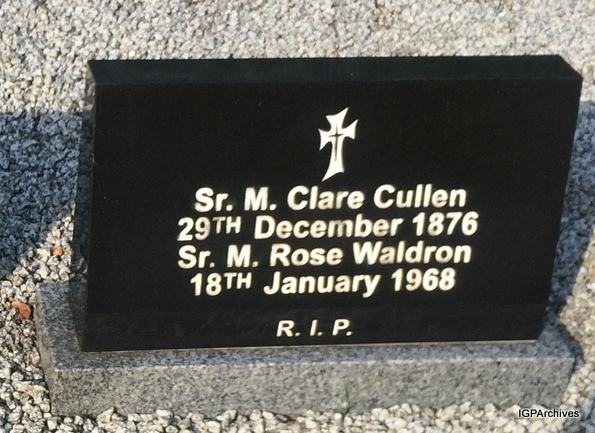 Sr. M. Clare Cullen
29TH December 1876
Sr. M. Rose Waldron
18TH January 1968
R. I. P.
IGPArchives